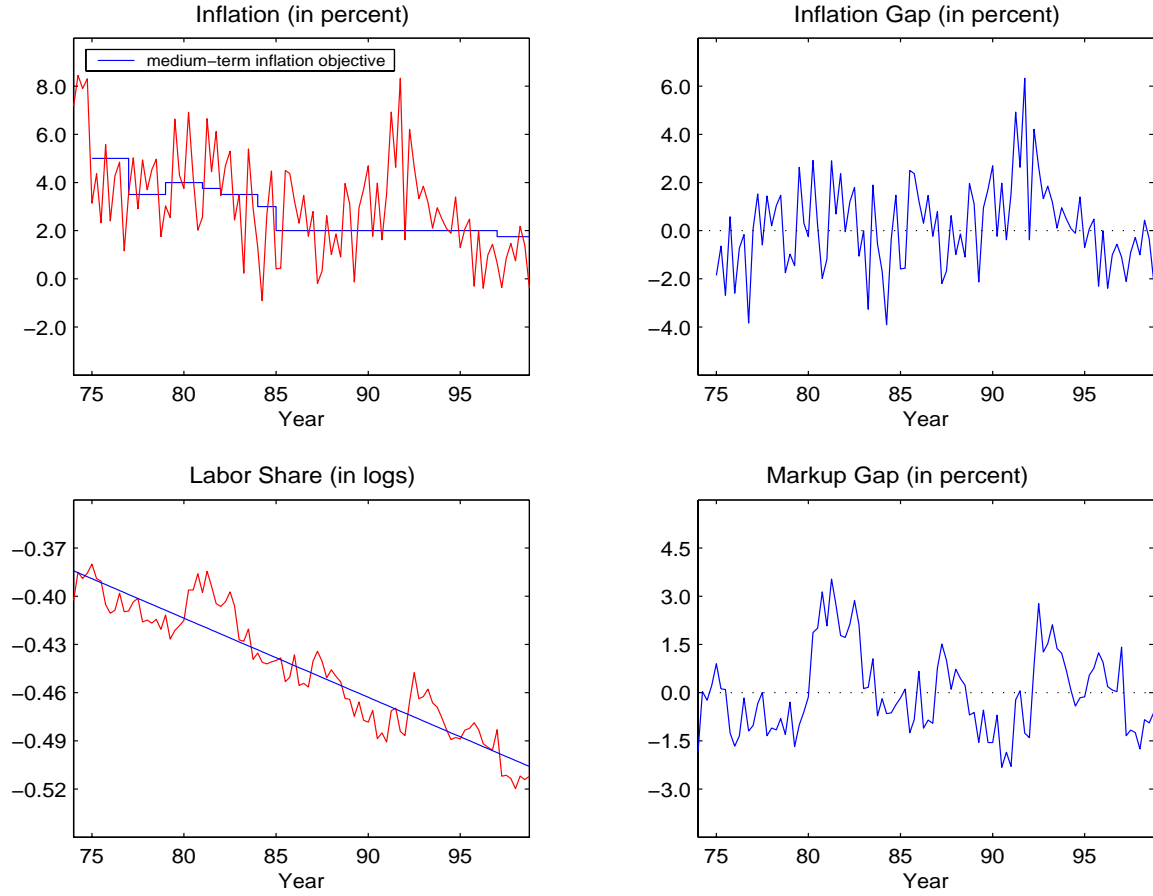 Inflation (in percent)
medium−term inflation objective
8.0
6.0
4.0
2.0
0.0
−2.0
75 80 85 90 95
Year
Inflation Gap (in percent)
6.0
4.0
2.0
0.0
−2.0
−4.0
75 80 85 90 95
Year
Labor Share (in logs)
−0.37
−0.40
−0.43
−0.46
−0.49
−0.52
75 80 85 90 95
Year
Markup Gap (in percent)
4.5
3.0
1.5
0.0
−1.5
−3.0
75 80 85 90 95
Year